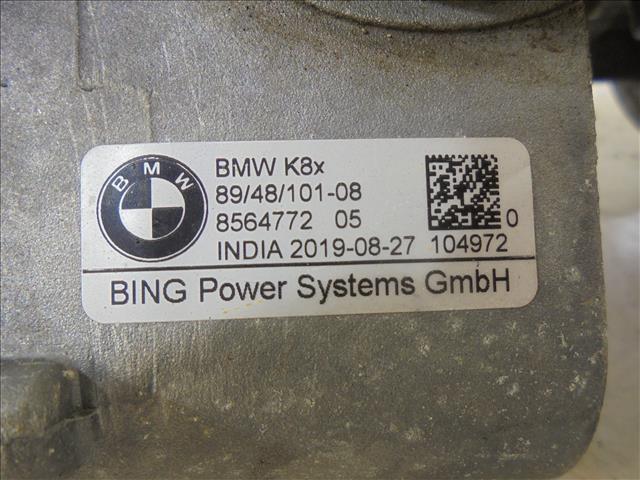 BMW
BMW K8x
89/48/101-08
8564772 05
0
INDIA 2019-08-27 104972
BING Power Systems GmbH